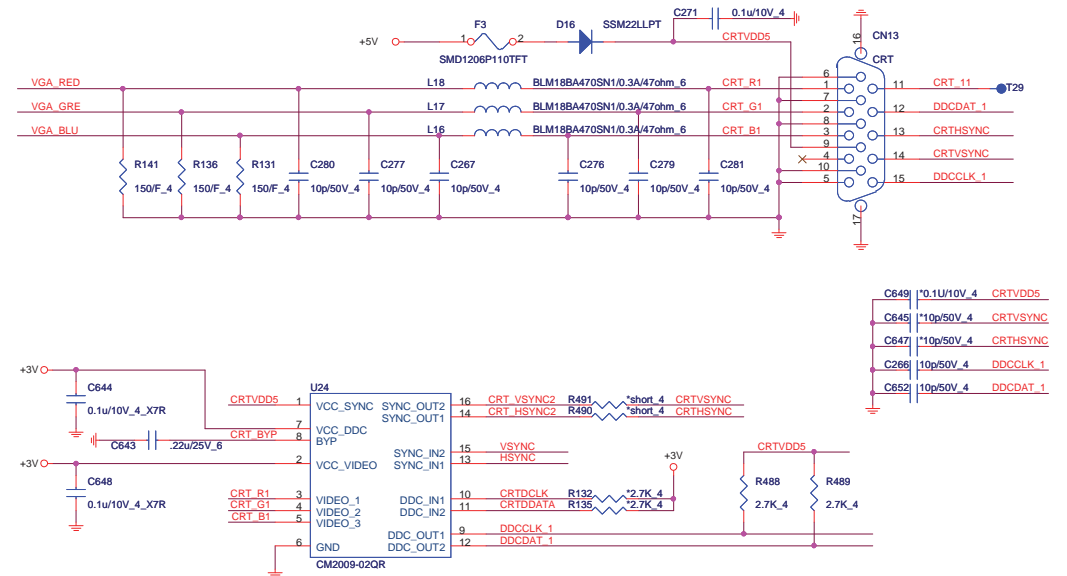 C271 0.1u/10V_4
F3 D16 SSM22LLPT
+5V 1 2 CRTVDD5 16 CN13
SMD1206P110TFT CRT
VGA_RED L18 BLM18BA470SN1/0.3A/47ohm_6 CRT_R1 6 1 11 CRT_11 T29
VGA_GRE L17 BLM18BA470SN1/0.3A/47ohm_6 CRT_G1 7 2 12 DDCDAT_1
VGA_BLU L16 BLM18BA470SN1/0.3A/47ohm_6 CRT_B1 8 3 13 CRTHSYNC
9 4 14 CRTVSYNC
R141 R136 R131 C280 C277 C267 C276 C279 C281 10
150/F_4 150/F_4 150/F_4 10p/50V_4 10p/50V_4 10p/50V_4 10p/50V_4 10p/50V_4 10p/50V_4 5 15 DDCCLK_1
17
C649 *0.1U/10V_4 CRTVDD5
C645 *10p/50V_4 CRTVSYNC
C647 *10p/50V_4 CRTHSYNC
C266 10p/50V_4 DDCCLK_1
C652 10p/50V_4 DDCDAT_1
+3V
C644 U24
0.1u/10V_4_X7R
CRTVDD5 1 VCC_SYNC SYNC_OUT2 16 CRT_VSYNC2 R491 *short_4 CRTVSYNC
SYNC_OUT1 14 CRT_HSYNC2 R490 *short_4 CRTHSYNC
7 VCC_DDC
C643 .22u/25V_6 CRT_BYP 8 BYP
SYNC_IN2 15 VSYNC
+3V 2 VCC_VIDEO SYNC_IN1 13 HSYNC
+3V CRTVDD5
C648
0.1u/10V_4_X7R
R488 R489
2.7K_4 2.7K_4
CRT_R1 3 VIDEO_1 DDC_IN1 10 CRTDCLK R132 *2.7K_4
CRT_G1 4 VIDEO_2 DDC_IN2 11 CRTDDATA R135 *2.7K_4
CRT_B1 5 VIDEO_3
DDC_OUT1 9 DDCCLK_1
6 GND DDC_OUT2 12 DDCDAT_1
CM2009-02QR